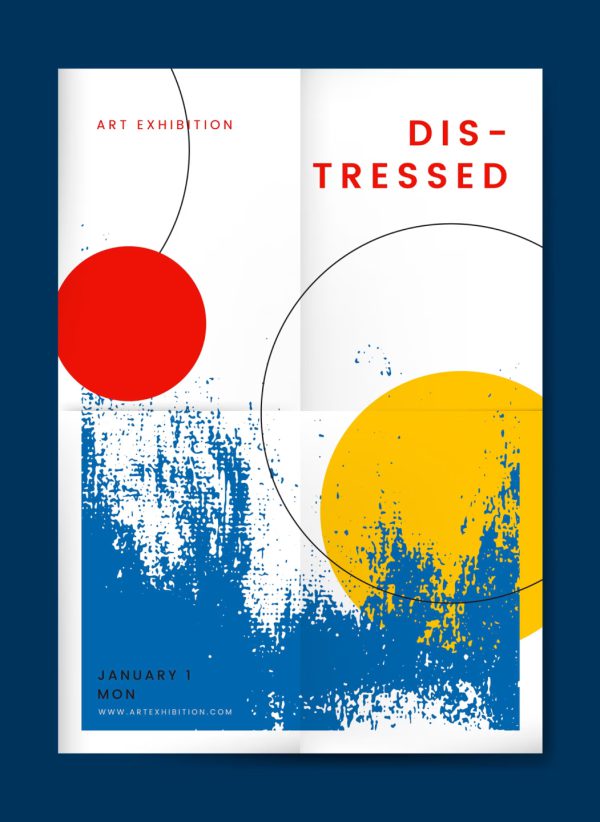 ART EXHIBITION
DIS-
TRESSED
JANUARY 1
MON
WWW.ARTEXHIBITION.COM